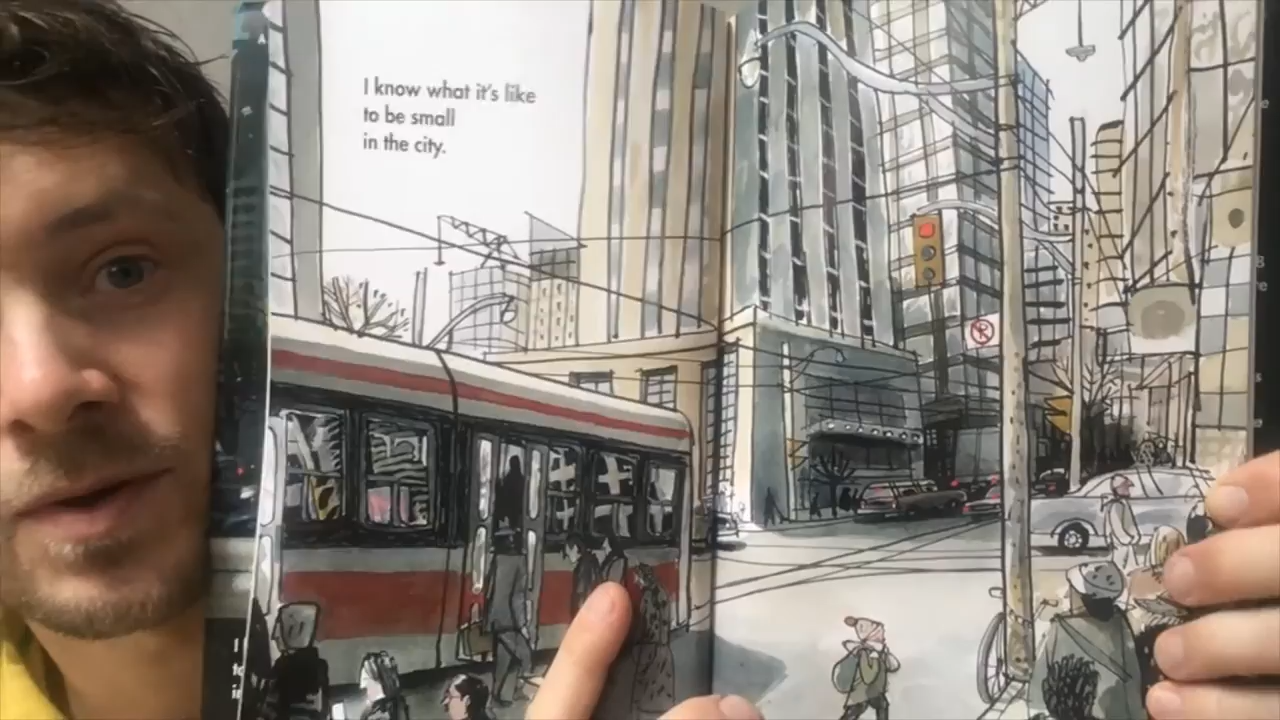 I know what it's like
to be small
in the city.